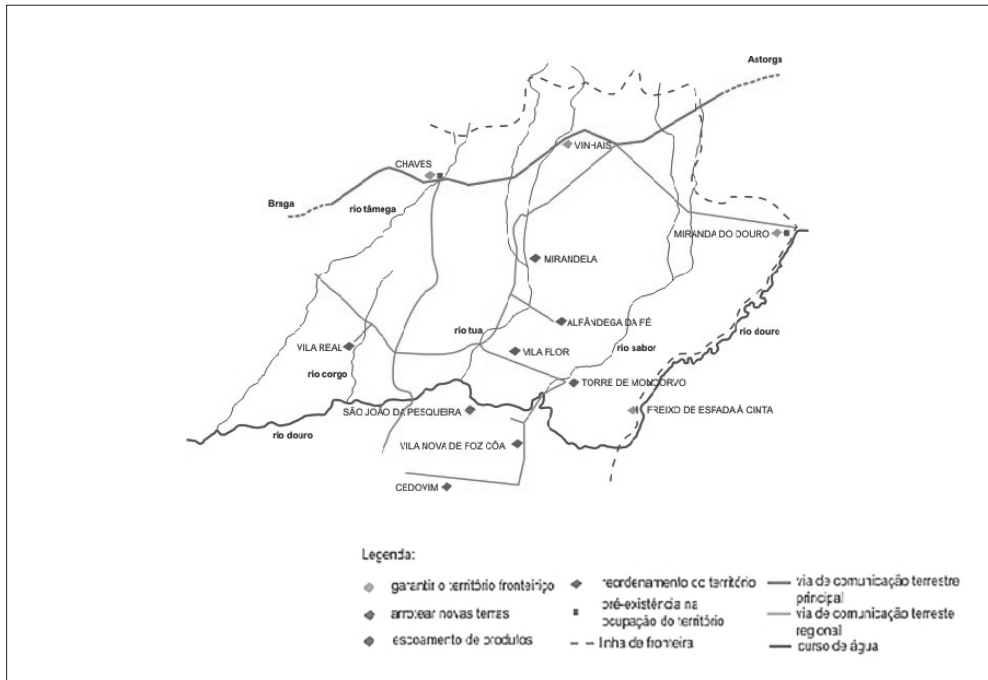 Astorga
VINHAIS
CHAVES
Braga
rio tâmega
MIRANDA DO DOURO
MIRANDELA
ALFÂNDEGA DA FÉ
rio douro
rio tua
VILA REAL
VILA FLOR
rio sabor
rio corgo
TORRE DE MONCORVO
SÃO JOÃO DA PESQUEIRA
FREIXO DE ESPADA À CINTA
rio douro
VILA NOVA DE FOZ CÔA
CEDOVIM
Legenda:
garantir o território fronteiriço
arrotear novas terras
escoamento de produtos
reordenamento do território
pré-existência na
ocupação do território
linha de fronteira
via de comunicação terrestre
principal
via de comunicação terreste
regional
curso de água